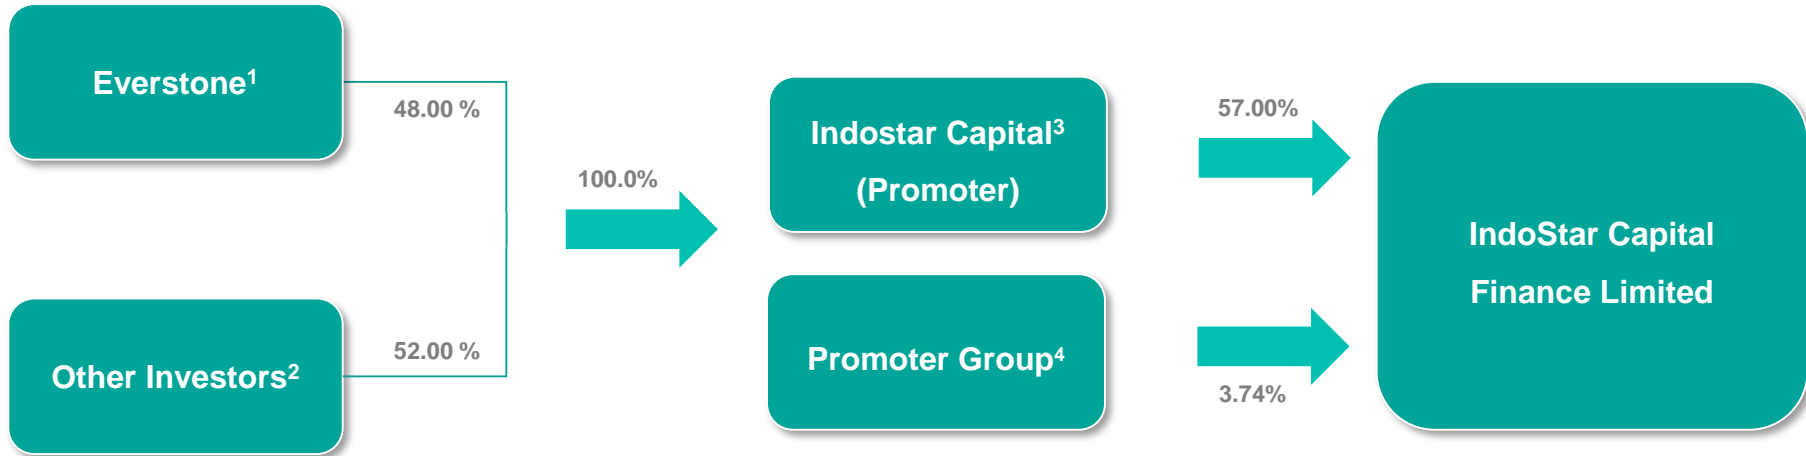 Everstone¹
48.00 %
Other Investors²
52.00 %
100.0%
Indostar Capital³
(Promoter)
Promoter Group⁴
57.00%
3.74%
IndoStar Capital
Finance Limited